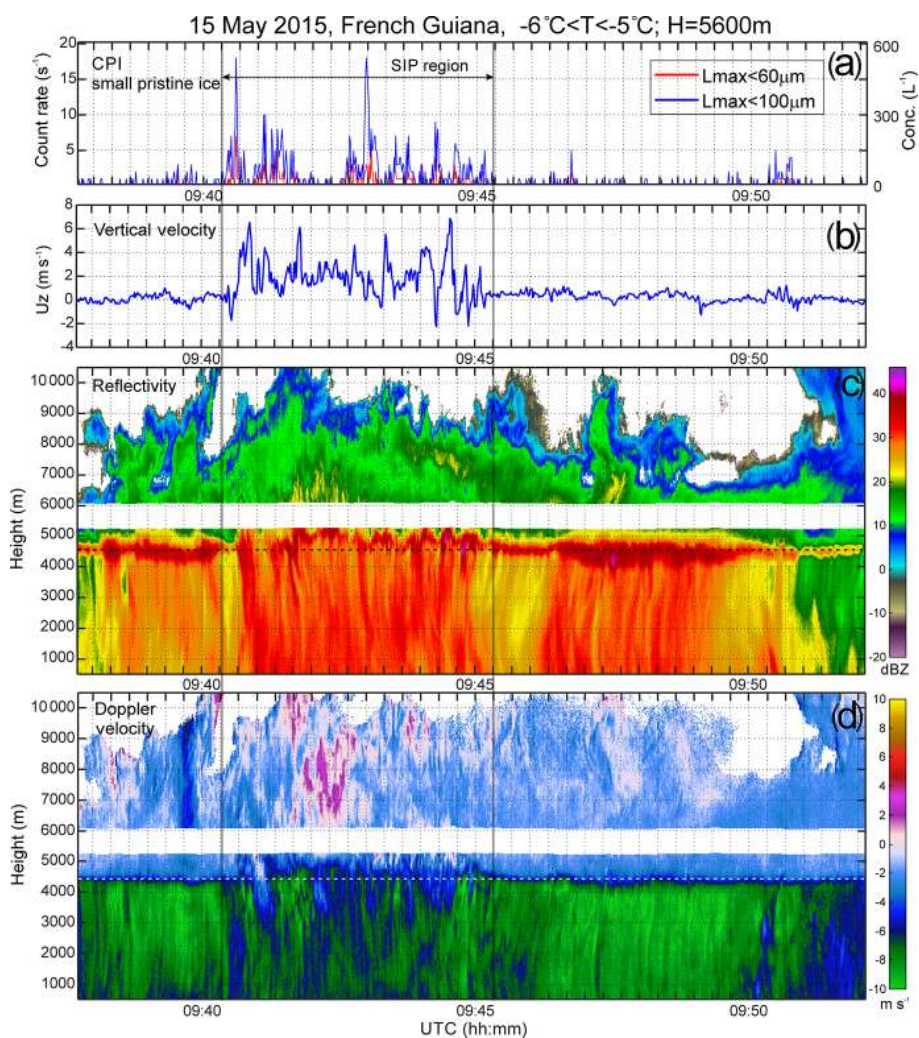 15 May 2015, French Guiana, -6°C<T<-5°C; H=5600m
CPI
small pristine ice
SIP region
(a)
Lmax<60μm
Lmax<100μm
Count rate (s⁻¹)
20
15
10
5
Conc. (L⁻¹)
600
300
0
09:40 09:45 09:50
Vertical velocity
(b)
Uz (m s⁻¹)
8
6
4
2
0
-2
-4
09:40 09:45 09:50
Reflectivity
(c)
Height (m)
10000
9000
8000
7000
6000
5000
4000
3000
2000
1000
40
30
20
10
0
-10
-20
dBZ
09:40 09:45 09:50
Doppler
velocity
(d)
Height (m)
10000
9000
8000
7000
6000
5000
4000
3000
2000
1000
10
8
6
4
2
0
-2
-4
-6
-8
-10
m s⁻¹
09:40 09:45 09:50
UTC (hh:mm)